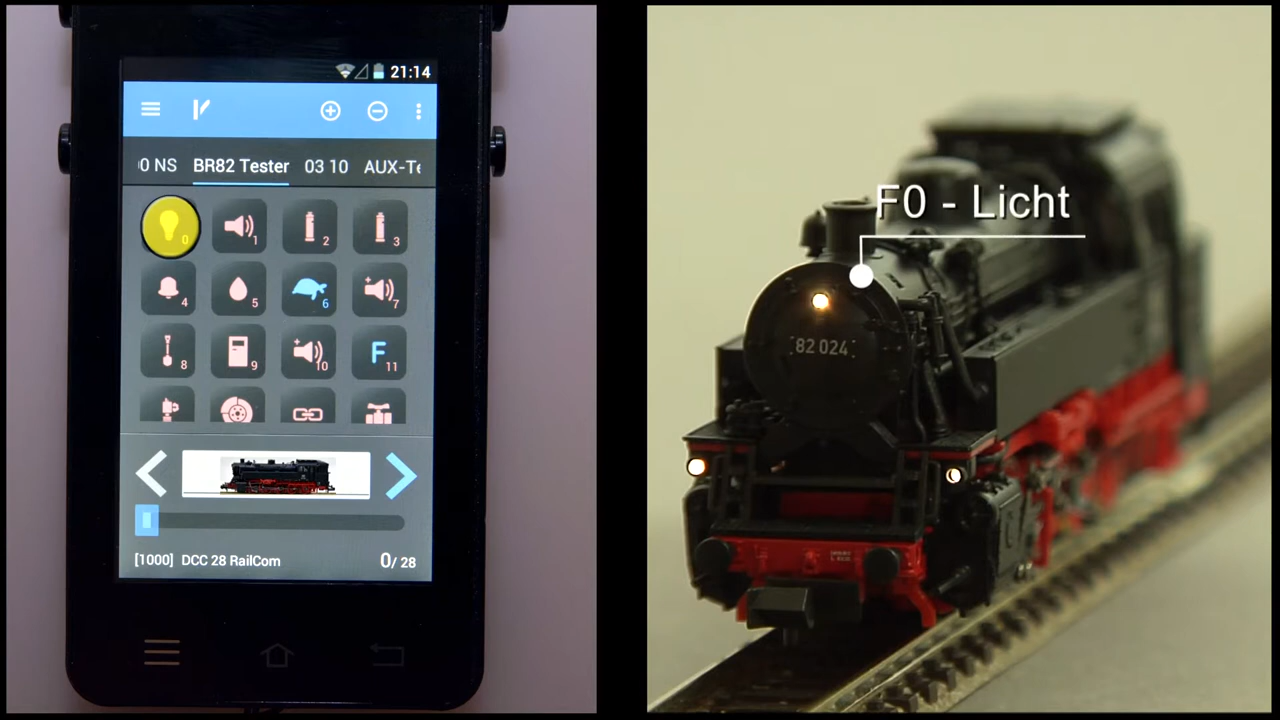 21:14
0 NS BR82 Tester 03 10 AUX-Te
0 1 2 3
4 5 6 7
8 9 10 F 11
[1000] DCC 28 RailCom 0/ 28
F0 - Licht
82 024